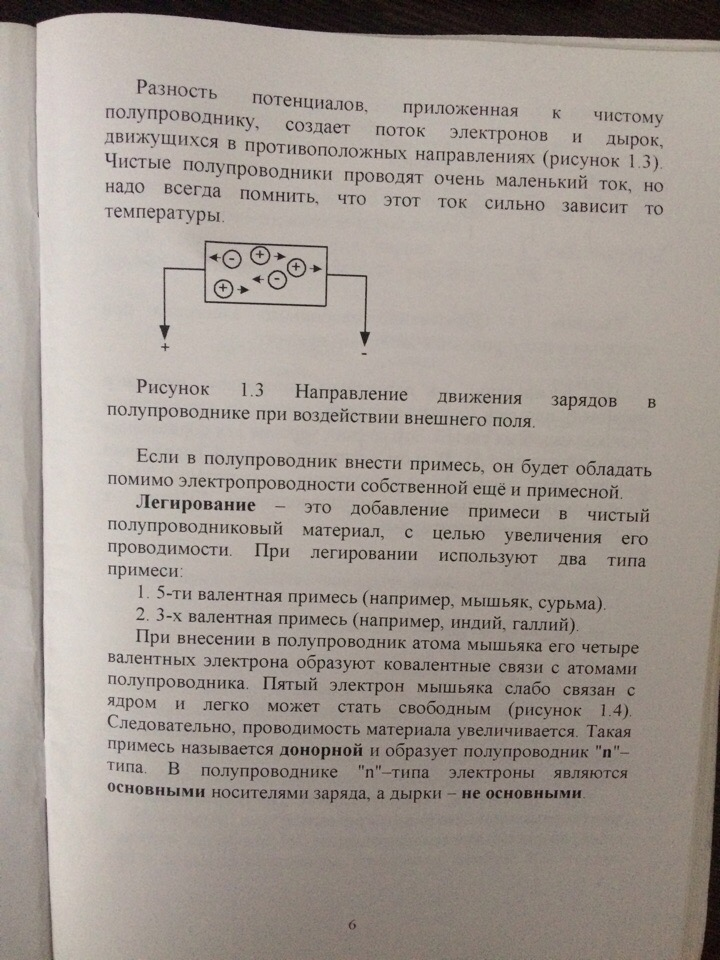 Разность потенциалов, приложенная к чистому
полупроводнику, создает поток электронов и дырок,
движущихся в противоположных направлениях (рисунок 1.3).
Чистые полупроводники проводят очень маленький ток, но
надо всегда помнить, что этот ток сильно зависит то
температуры.
- + + - +
+ -
Рисунок 1.3 Направление движения зарядов в
полупроводнике при воздействии внешнего поля.
Если в полупроводник внести примесь, он будет обладать
помимо электропроводности собственной ещё и примесной.
Легирование – это добавление примеси в чистый
полупроводниковый материал, с целью увеличения его
проводимости. При легировании используют два типа
примеси:
1. 5-ти валентная примесь (например, мышьяк, сурьма).
2. 3-х валентная примесь (например, индий, галлий).
При внесении в полупроводник атома мышьяка его четыре
валентных электрона образуют ковалентные связи с атомами
полупроводника. Пятый электрон мышьяка слабо связан с
ядром и легко может стать свободным (рисунок 1.4).
Следовательно, проводимость материала увеличивается. Такая
примесь называется донорной и образует полупроводник "n"–
типа. В полупроводнике "n"–типа электроны являются
основными носителями заряда, а дырки – не основными.
6